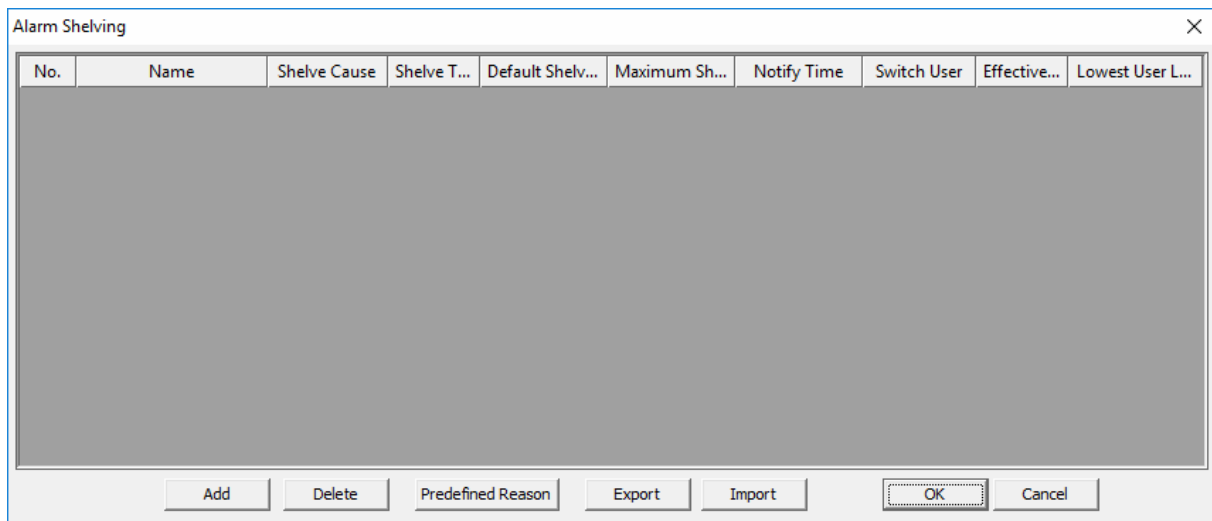 Alarm Shelving
No. Name Shelve Cause Shelve T... Default Shelv... Maximum Sh... Notify Time Switch User Effective... Lowest User L...
Add Delete Predefined Reason Export Import OK Cancel